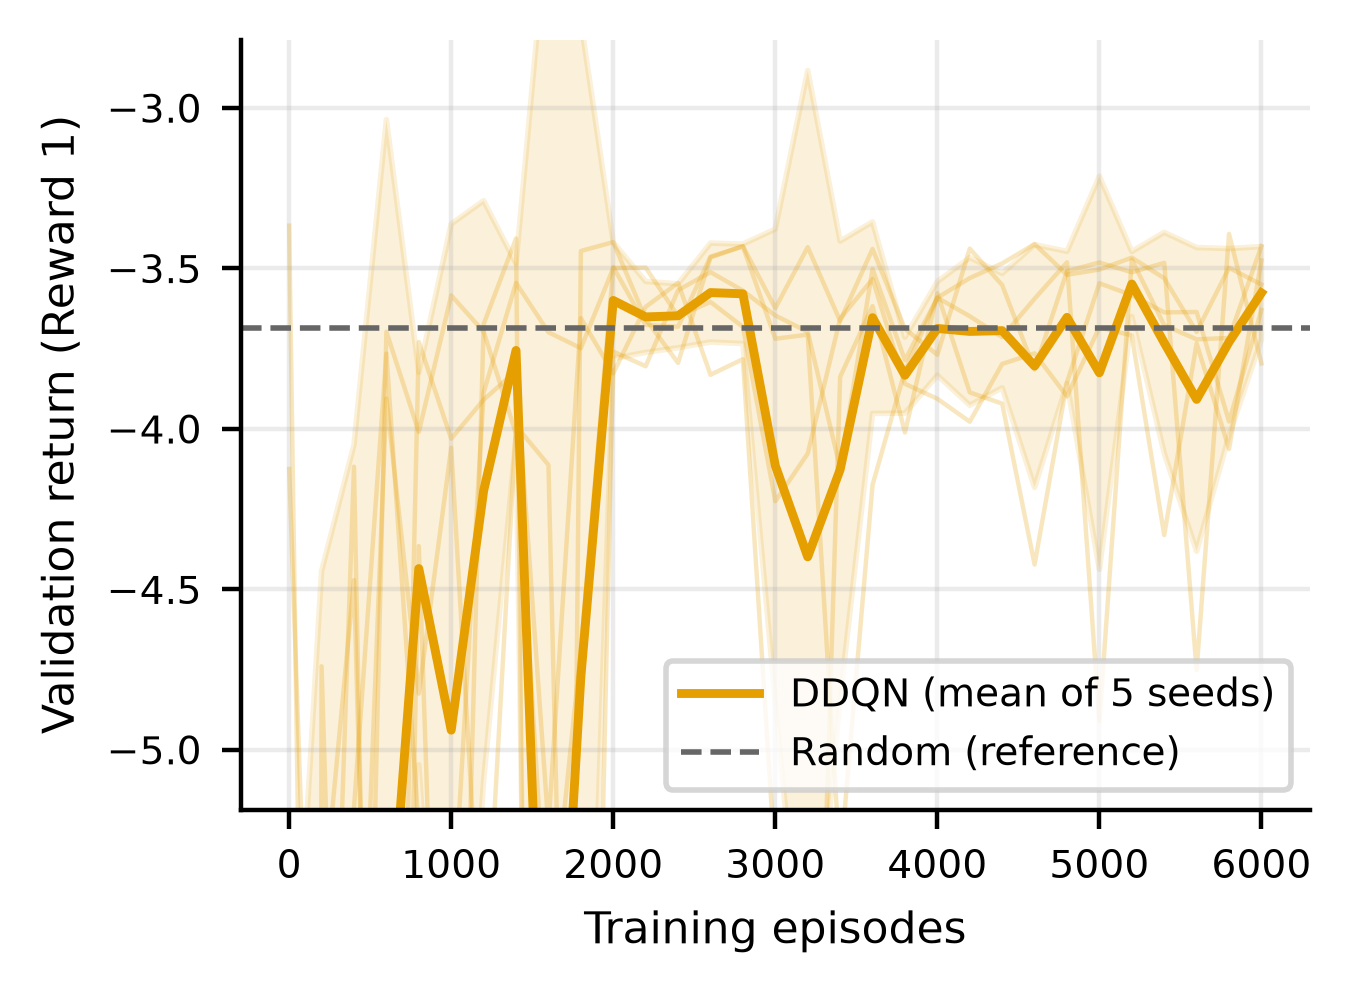 Validation return (Reward 1)
−3.0
−3.5
−4.0
−4.5
−5.0
DDQN (mean of 5 seeds)
Random (reference)
0 1000 2000 3000 4000 5000 6000
Training episodes